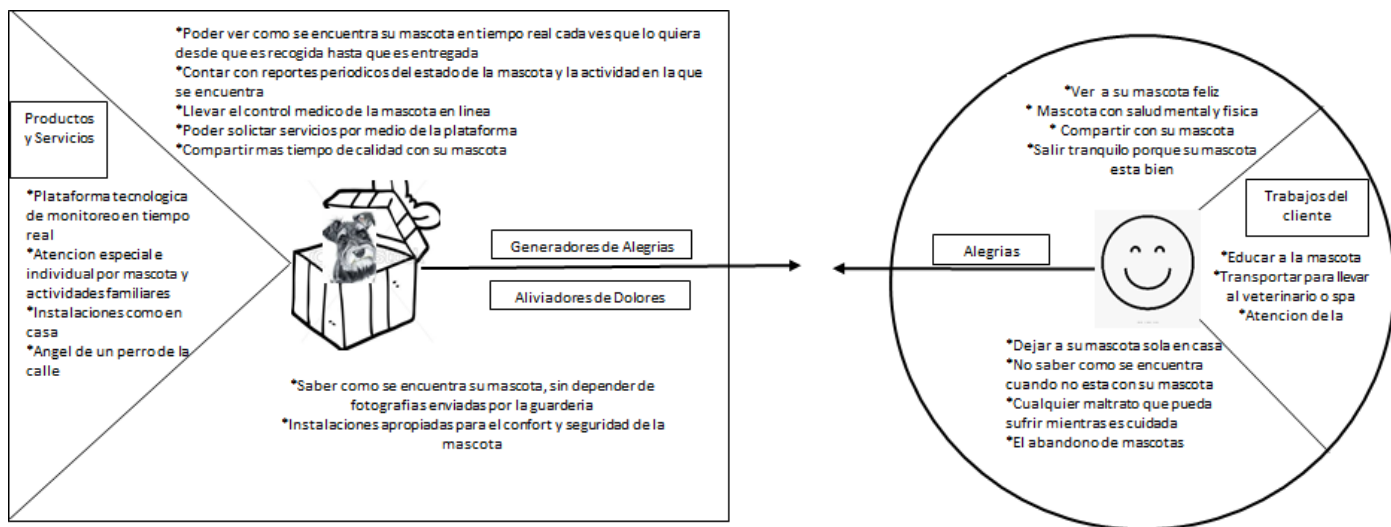 *Poder ver como se encuentra su mascota en tiempo real cada ves que lo quiera
desde que es recogida hasta que es entregada
*Contar con reportes periodicos del estado de la mascota y la actividad en la que
se encuentra
*Llevar el control medico de la mascota en linea
*Poder solictar servicios por medio de la plataforma
*Compartir mas tiempo de calidad con su mascota
Productos
y Servicios
*Plataforma tecnologica
de monitoreo en tiempo
real
*Atencion especial e
individual por mascota y
actividades familiares
*Instalaciones como en
casa
*Angel de un perro de la
calle
Generadores de Alegrias
Aliviadores de Dolores
*Saber como se encuentra su mascota, sin depender de
fotografias enviadas por la guarderia
*Instalaciones apropiadas para el confort y seguridad de la
mascota
*Ver a su mascota feliz
* Mascota con salud mental y fisica
* Compartir con su mascota
*Salir tranquilo porque su mascota
esta bien
Alegrias
Trabajos del
cliente
*Educar a la mascota
*Transportar para llevar
al veterinario o spa
*Atencion de la
*Dejar a su mascota sola en casa
*No saber como se encuentra
cuando no esta con su mascota
*Cualquier maltrato que pueda
sufrir mientras es cuidada
*El abandono de mascotas